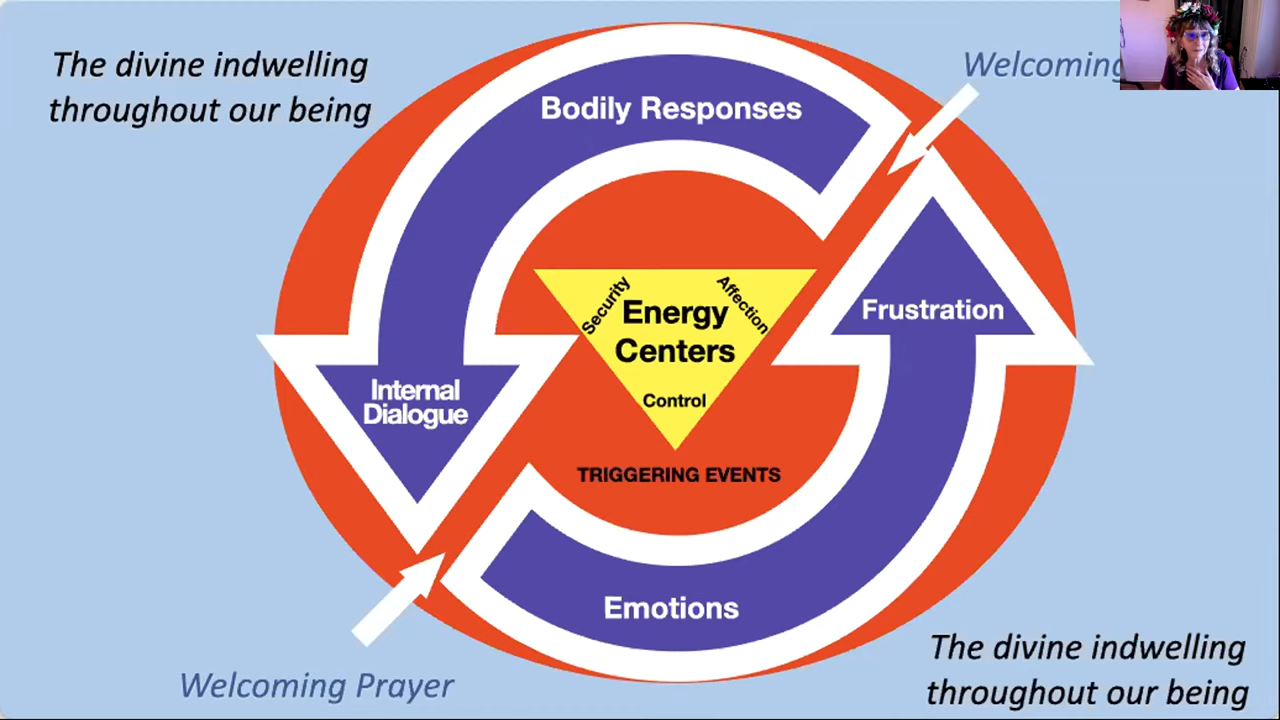 The divine indwelling
throughout our being
Welcoming
Bodily Responses
Frustration
Security
Affection
Energy
Centers
Control
Internal
Dialogue
TRIGGERING EVENTS
Emotions
Welcoming Prayer
The divine indwelling
throughout our being